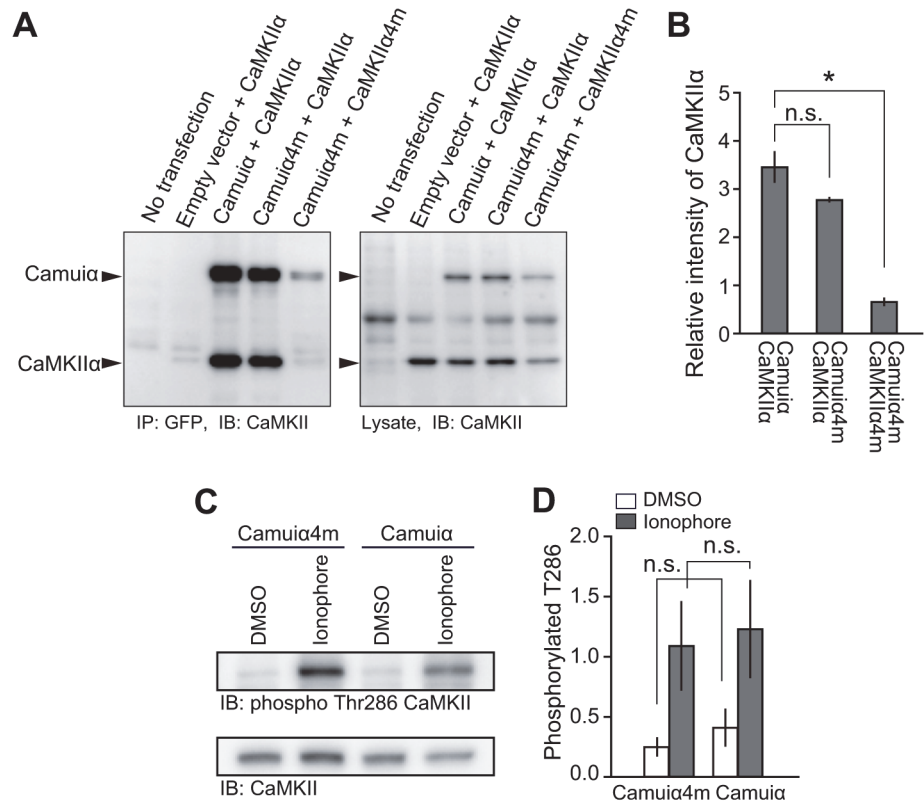 A
No transfection
Empty vector + CaMKIIα
Camuiα + CaMKIIα
Camuiα4m + CaMKIIα
Camuiα4m + CaMKIIα4m
No transfection
Empty vector + CaMKIIα
Camuiα + CaMKIIα
Camuiα4m + CaMKIIα
Camuiα4m + CaMKIIα4m
Camuiα
CaMKIIα
IP: GFP, IB: CaMKII
Lysate, IB: CaMKII
B
Relative intensity of CaMKIIα
5
4
3
2
1
0
*
n.s.
Camuiα
CaMKIIα
Camuiα4m
CaMKIIα
Camuiα4m
CaMKIIα4m
C
Camuiα4m
Camuiα
DMSO
Ionophore
DMSO
Ionophore
IB: phospho Thr286 CaMKII
IB: CaMKII
D
DMSO
Ionophore
Phosphorylated T286
2.0
1.5
1.0
0.5
0.0
n.s.
n.s.
Camuiα4m Camuiα